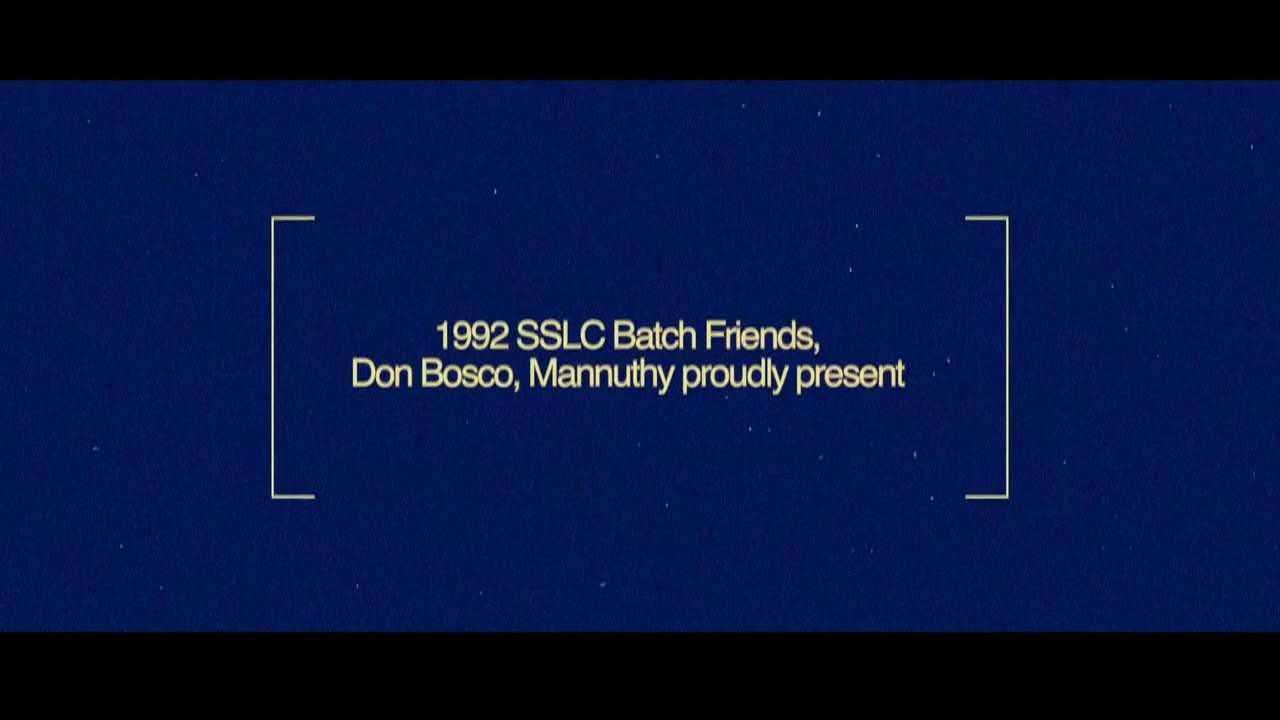 1992 SSLC Batch Friends,
Don Bosco, Mannuthy proudly present